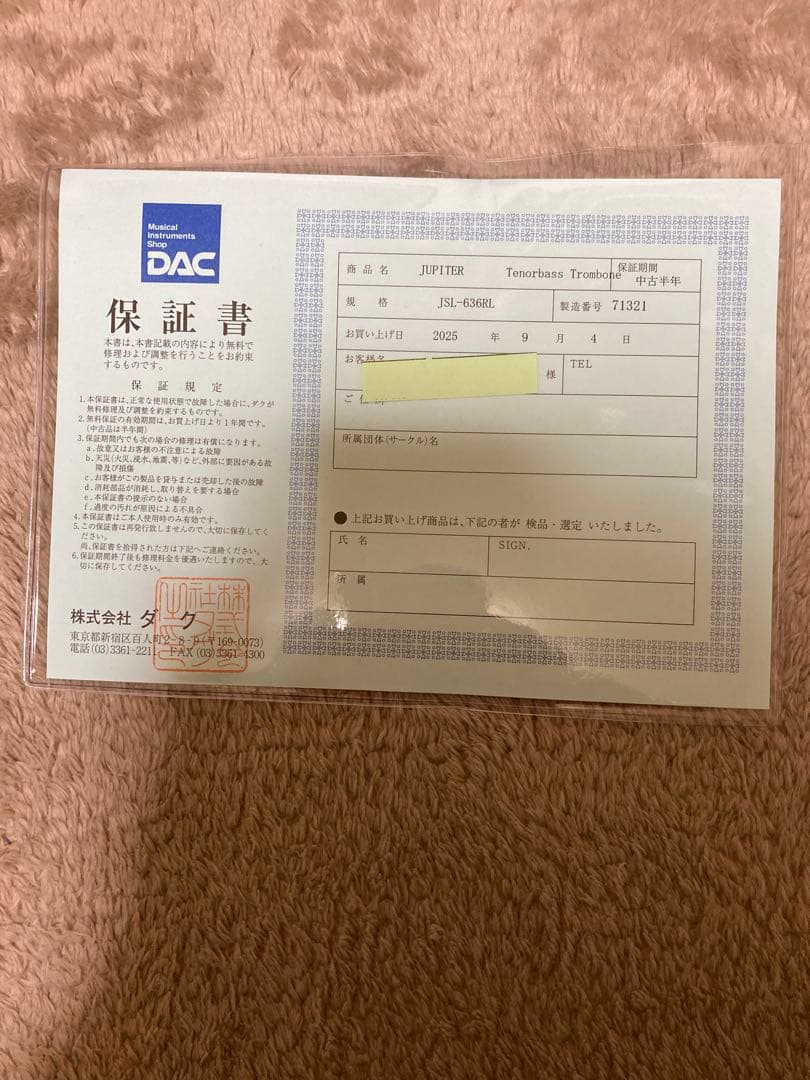 Musical
Instruments
Shop
DAC
保証書
本書は、本書記載の内容により無料で
修理および調整を行うことをお約束
するものです。
保証規定
1.本保証書は、正常な使用状態で故障した場合に、ダクが
無料修理及び調整を約束するものです。
2.無料保証の有効期間は、お買上げ日より1年間です。
(中古品は半年間)
3.保証期間内でも次の場合の修理は有償になります。
a.故意又はお客様の不注意による故障
b.天災(火災、浸水、地震、等)など、外部に要因がある故
障及び損傷
c.お客様がこの製品を貸与または売却した後の故障
d.消耗部品が消耗し、取り替えを要する場合
e.本保証書の提示のない場合
f.過度の汚れが原因による不具合
4.本保証書はご本人使用時のみ有効です。
5.この保証書は再発行致しませんので、大切に保存してく
ださい。
尚、保証書を拾得された方は下記へご連絡ください。
6.保証期間終了後も修理料金を優遇いたしますので、大
切に保存してください。
株式会社 ダク
東京都新宿区百人町2-8-9(〒169-0073)
電話(03)3361-2211 FAX(03)3361-4300
商品名 JUPITER Tenorbass Trombone 保証期間 中古半年
規格 JSL-636RL 製造番号 71321
お買い上げ日 2025 年 9 月 4 日
お客様名 様 TEL
ご住所
所属団体(サークル)名
●上記お買い上げ商品は、下記の者が 検品・選定 いたしました。
氏名 SIGN.
所属